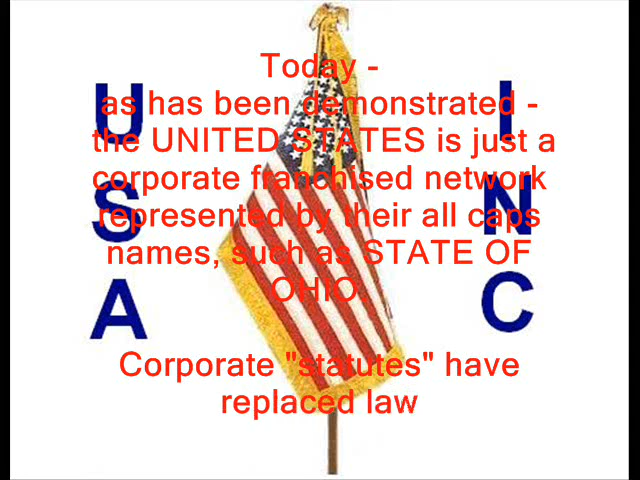 Today -
as has been demonstrated -
the UNITED STATES is just a
corporate franchised network
represented by their all caps
names, such as STATE OF
OHIO.
Corporate "statutes" have
replaced law
U
S
A
I
N
C